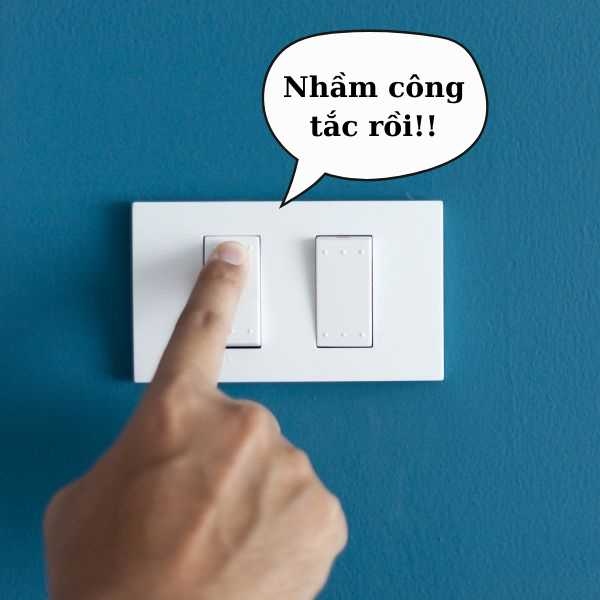 Nhầm công
tắc rồi!!